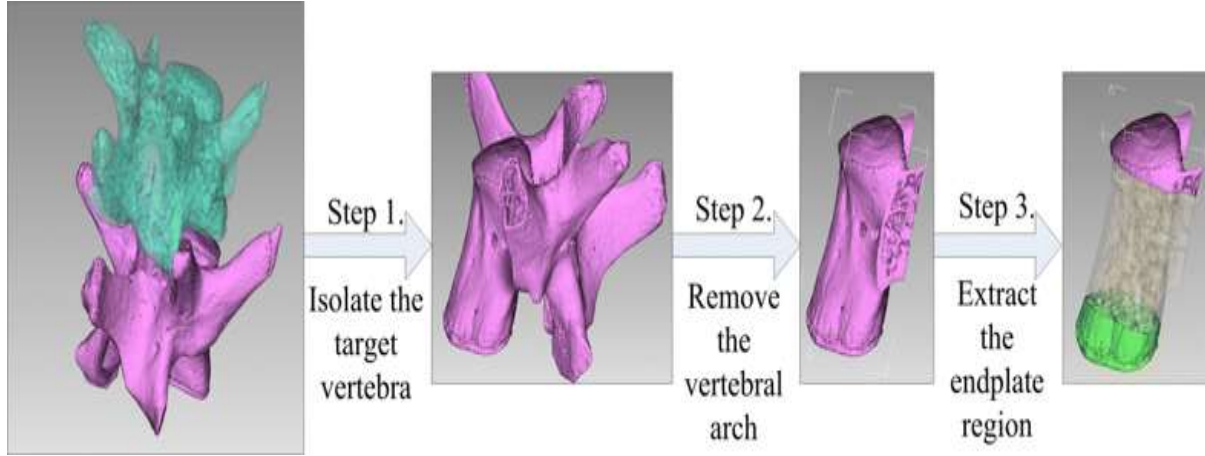 Step 1.
Isolate the
target
vertebra
Step 2.
Remove
the
vertebral
arch
Step 3.
Extract
the
endplate
region